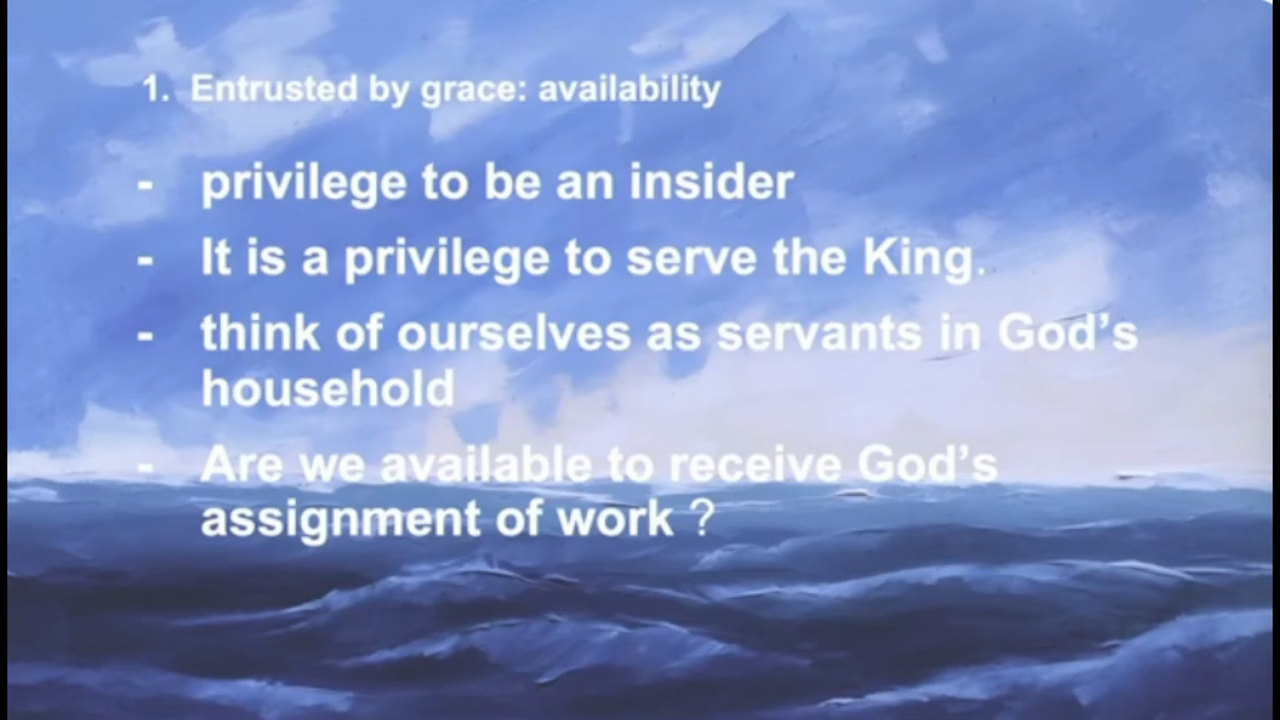 1. Entrusted by grace: availability
- privilege to be an insider
- It is a privilege to serve the King.
- think of ourselves as servants in God’s
household
- Are we available to receive God’s
assignment of work ?